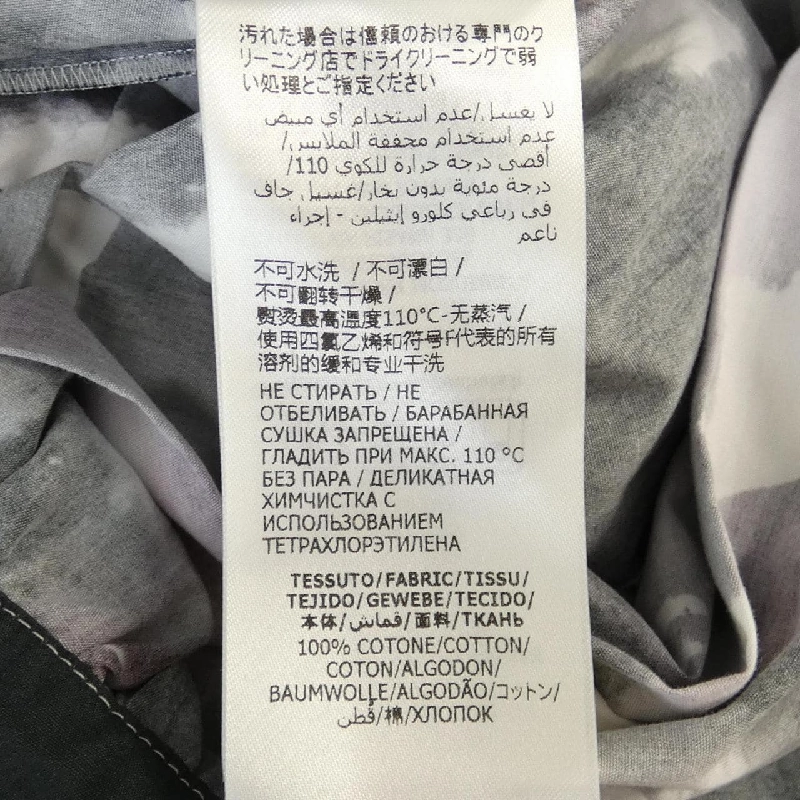 汚れた場合は信頼のおける専門のク
リーニング店でドライクリーニングで弱
い処理とご指定ください
لا يغسل/عدم استخدام أي مبيض
عدم استخدام مجففة الملابس/
أقصى درجة حرارة للكوي 110/
درجة مئوية بدون بخار/غسيل جاف
في رباعي كلورو إيثيلين - إجراء
ناعم
不可水洗 / 不可漂白 /
不可翻转干燥 /
熨烫最高温度110℃-无蒸汽 /
使用四氯乙烯和符号F代表的所有
溶剂的缓和专业干洗
НЕ СТИРАТЬ / НЕ
ОТБЕЛИВАТЬ / БАРАБАННАЯ
СУШКА ЗАПРЕЩЕНА /
ГЛАДИТЬ ПРИ МАКС. 110 °C
БЕЗ ПАРА / ДЕЛИКАТНАЯ
ХИМЧИСТКА С
ИСПОЛЬЗОВАНИЕМ
ТЕТРАХЛОРЭТИЛЕНА
TESSUTO/FABRIC/TISSU/
TEJIDO/GEWEBE/TECIDO/
本体/قماش/面料/ТКАНЬ
100% COTONE/COTTON/
COTON/ALGODON/
BAUMWOLLE/ALGODÃO/コットン/
قطن/棉/ХЛОПОК